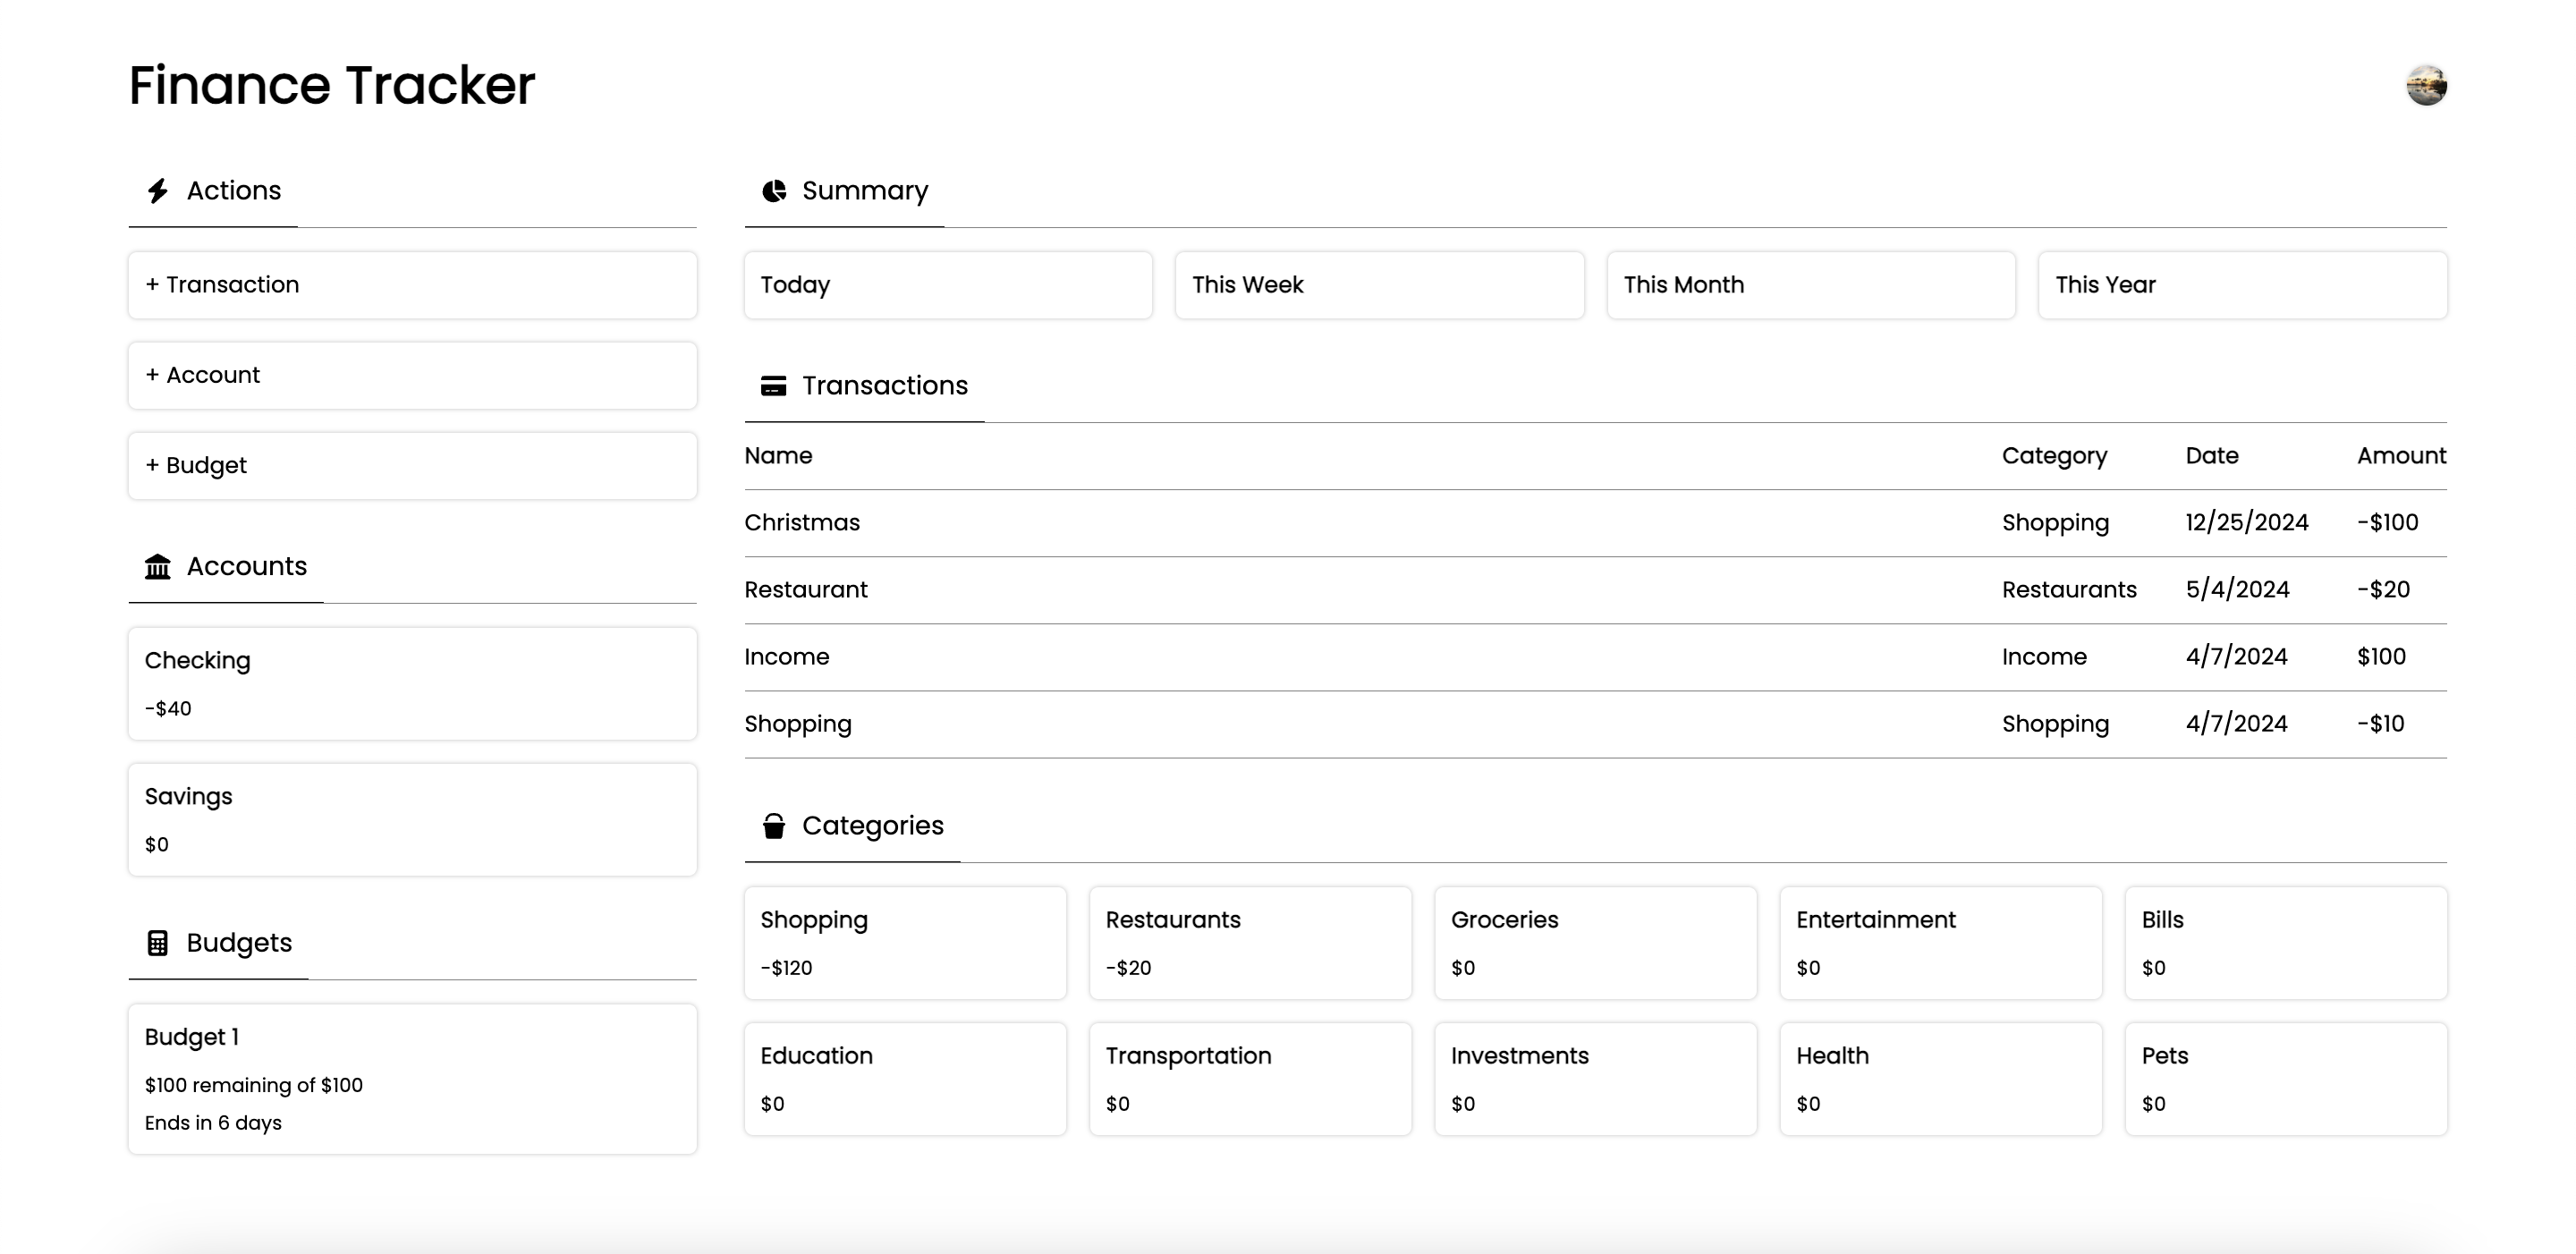 Finance Tracker
Actions
+ Transaction
+ Account
+ Budget
Accounts
Checking
-$40
Savings
$0
Budgets
Budget 1
$100 remaining of $100
Ends in 6 days
Summary
Today
This Week
This Month
This Year
Transactions
Name Category Date Amount
Christmas Shopping 12/25/2024 -$100
Restaurant Restaurants 5/4/2024 -$20
Income Income 4/7/2024 $100
Shopping Shopping 4/7/2024 -$10
Categories
Shopping
-$120
Restaurants
-$20
Groceries
$0
Entertainment
$0
Bills
$0
Education
$0
Transportation
$0
Investments
$0
Health
$0
Pets
$0